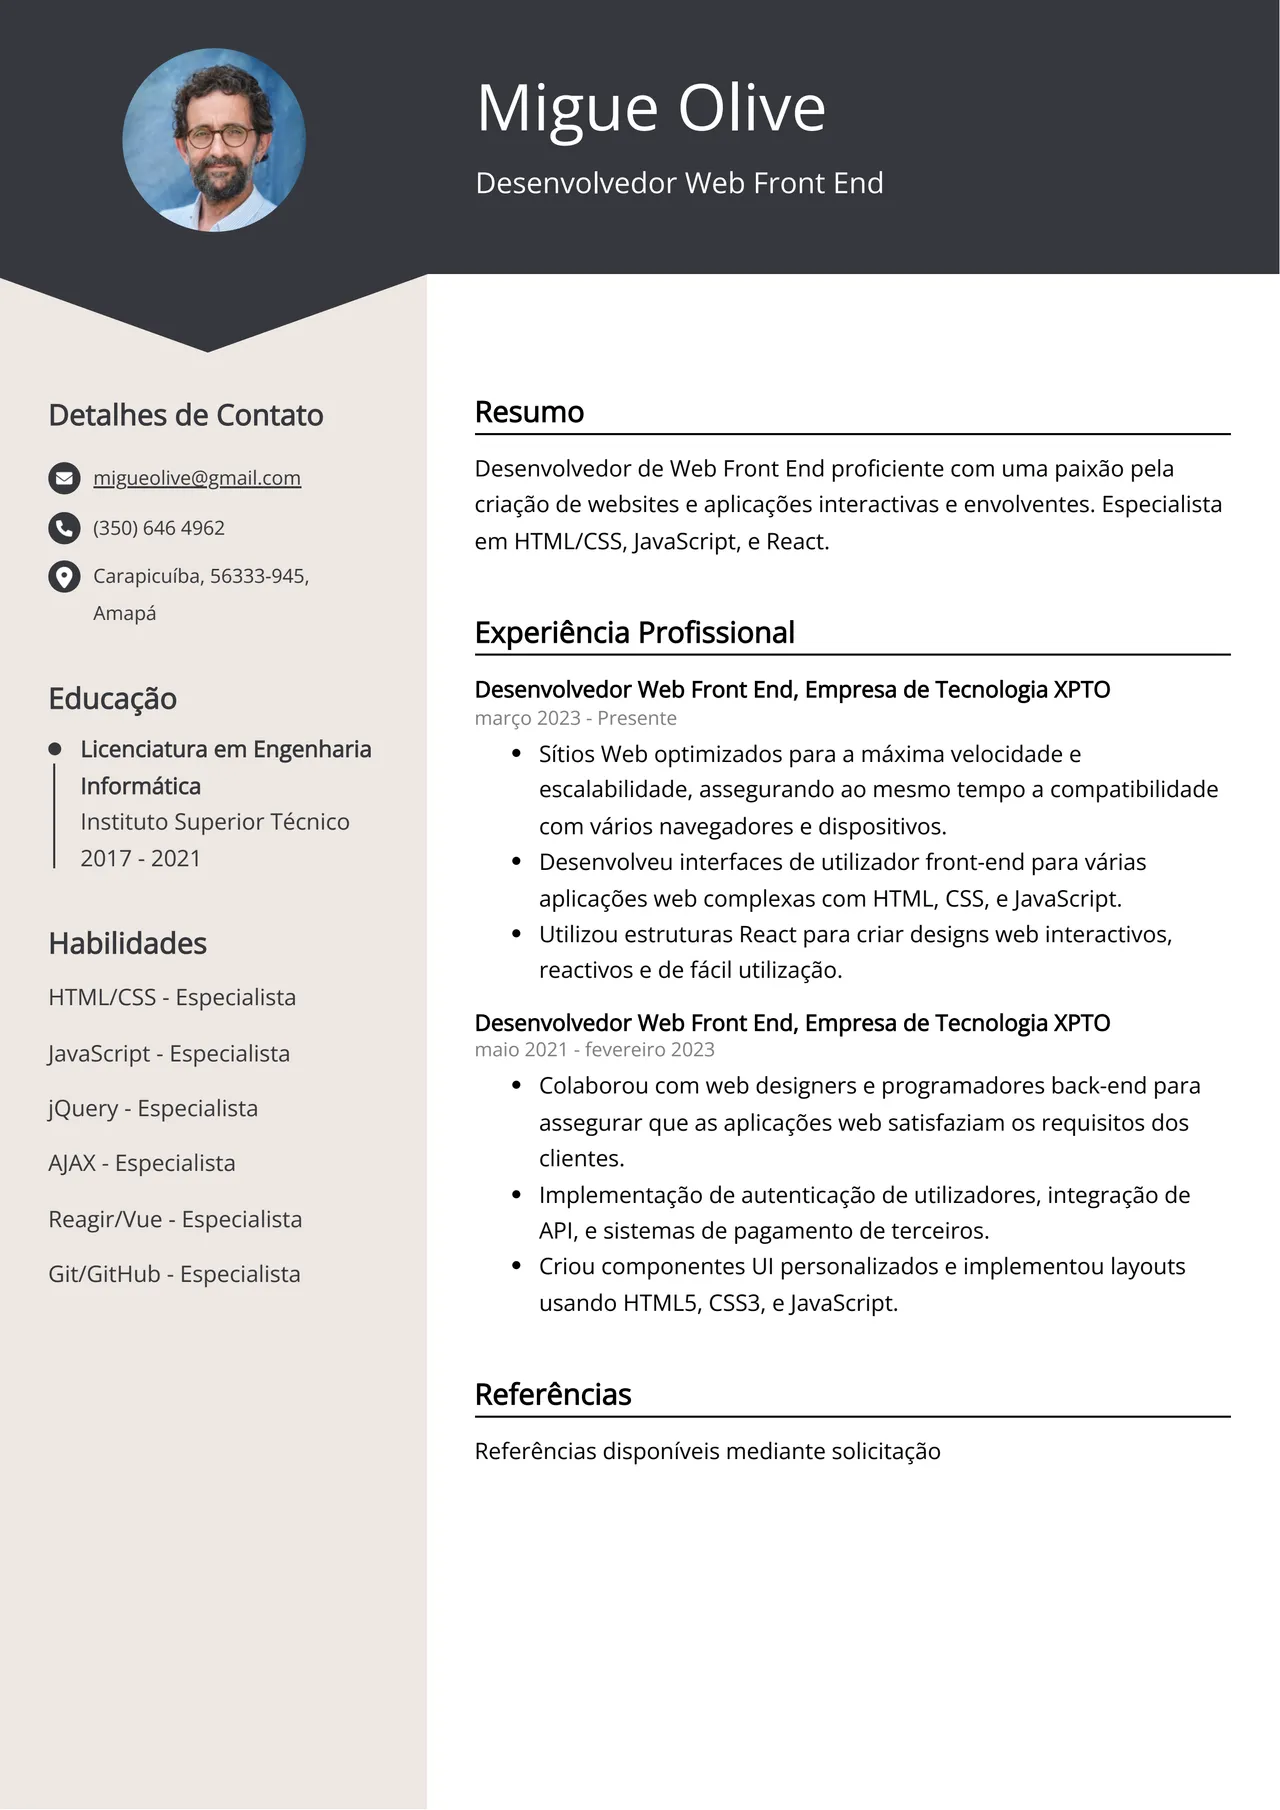 Migue Olive
Desenvolvedor Web Front End
Detalhes de Contato
migueolive@gmail.com
(350) 646 4962
Carapicuíba, 56333-945,
Amapá
Educação
Licenciatura em Engenharia
Informática
Instituto Superior Técnico
2017 - 2021
Habilidades
HTML/CSS - Especialista
JavaScript - Especialista
jQuery - Especialista
AJAX - Especialista
Reagir/Vue - Especialista
Git/GitHub - Especialista
Resumo
Desenvolvedor de Web Front End proficiente com uma paixão pela
criação de websites e aplicações interactivas e envolventes. Especialista
em HTML/CSS, JavaScript, e React.
Experiência Profissional
Desenvolvedor Web Front End, Empresa de Tecnologia XPTO
março 2023 - Presente
• Sítios Web optimizados para a máxima velocidade e
escalabilidade, assegurando ao mesmo tempo a compatibilidade
com vários navegadores e dispositivos.
• Desenvolveu interfaces de utilizador front-end para várias
aplicações web complexas com HTML, CSS, e JavaScript.
• Utilizou estruturas React para criar designs web interactivos,
reactivos e de fácil utilização.
Desenvolvedor Web Front End, Empresa de Tecnologia XPTO
maio 2021 - fevereiro 2023
• Colaborou com web designers e programadores back-end para
assegurar que as aplicações web satisfaziam os requisitos dos
clientes.
• Implementação de autenticação de utilizadores, integração de
API, e sistemas de pagamento de terceiros.
• Criou componentes UI personalizados e implementou layouts
usando HTML5, CSS3, e JavaScript.
Referências
Referências disponíveis mediante solicitação